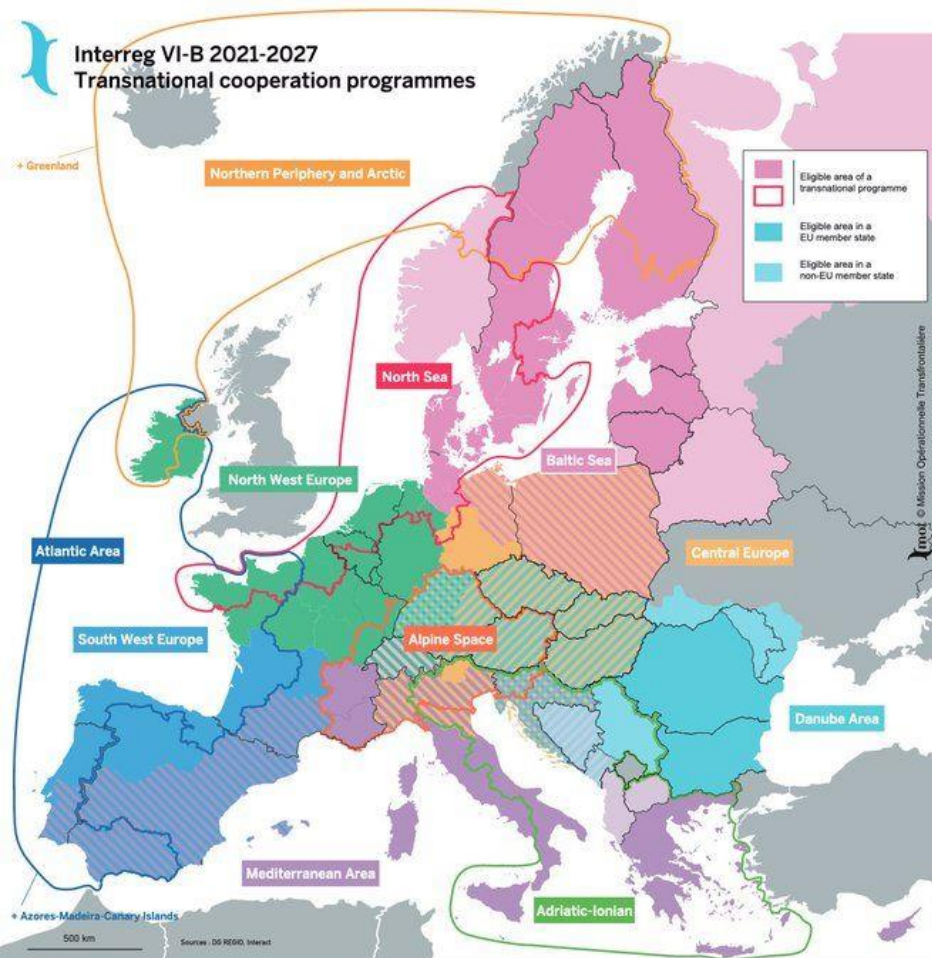 Interreg VI-B 2021-2027
Transnational cooperation programmes
+ Greenland
Northern Periphery and Arctic
Eligible area of a
transnational programme
Eligible area in a
EU member state
Eligible area in a
non-EU member state
North Sea
North West Europe
Baltic Sea
Atlantic Area
Central Europe
South West Europe
Alpine Space
Danube Area
Mediterranean Area
Adriatic-Ionian
+ Azores-Madeira-Canary Islands
500 km
Sources : DG REGIO, Interact
mot © Mission Opérationnelle Transfrontalière